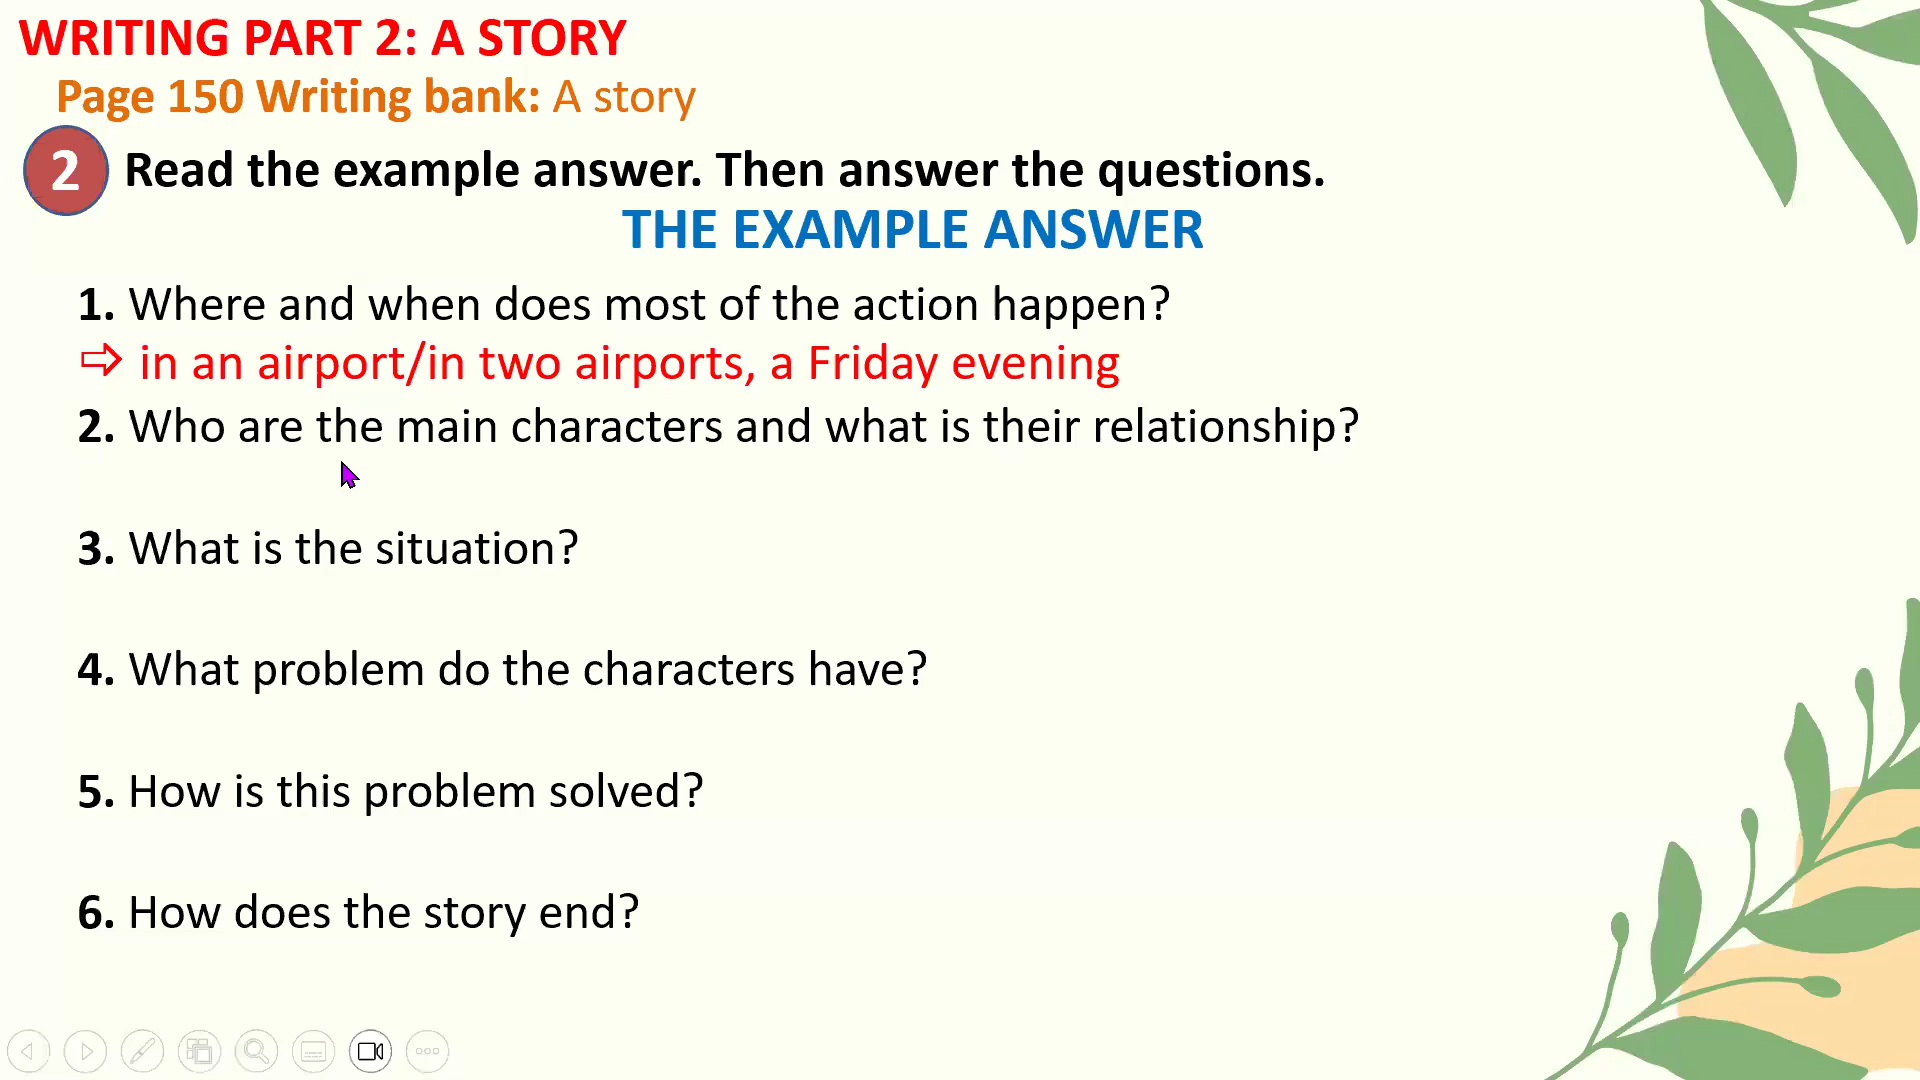 WRITING PART 2: A STORY
Page 150 Writing bank: A story
2 Read the example answer. Then answer the questions.
THE EXAMPLE ANSWER
1. Where and when does most of the action happen?
⇨ in an airport/in two airports, a Friday evening
2. Who are the main characters and what is their relationship?
3. What is the situation?
4. What problem do the characters have?
5. How is this problem solved?
6. How does the story end?